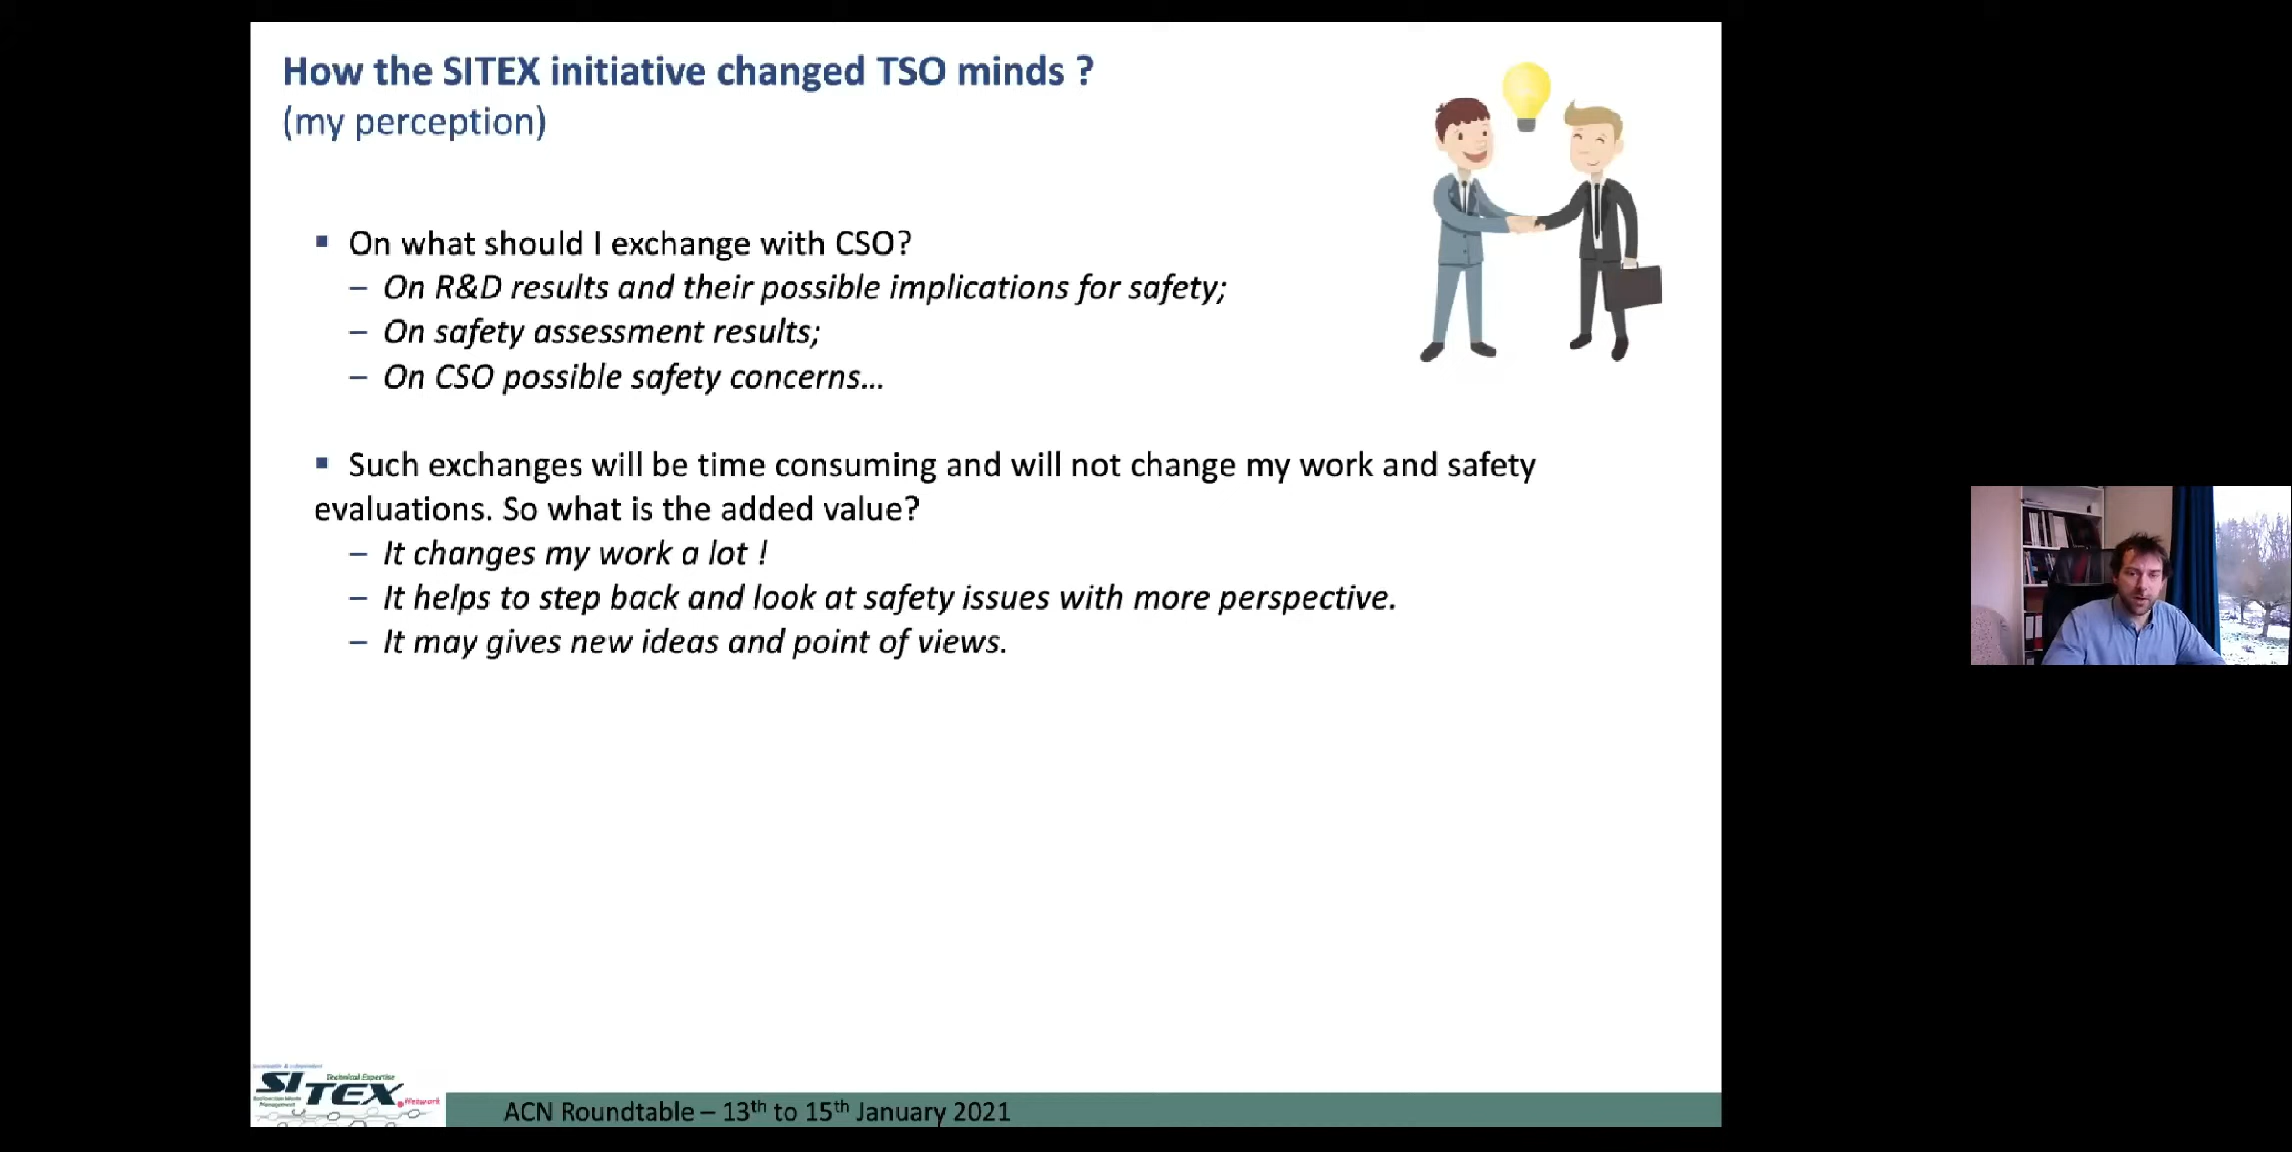 How the SITEX initiative changed TSO minds ?
(my perception)
▪ On what should I exchange with CSO?
– On R&D results and their possible implications for safety;
– On safety assessment results;
– On CSO possible safety concerns...
▪ Such exchanges will be time consuming and will not change my work and safety
evaluations. So what is the added value?
– It changes my work a lot !
– It helps to step back and look at safety issues with more perspective.
– It may gives new ideas and point of views.
Technical Expertise
SITEX
Management
Network
ACN Roundtable – 13th to 15th January 2021